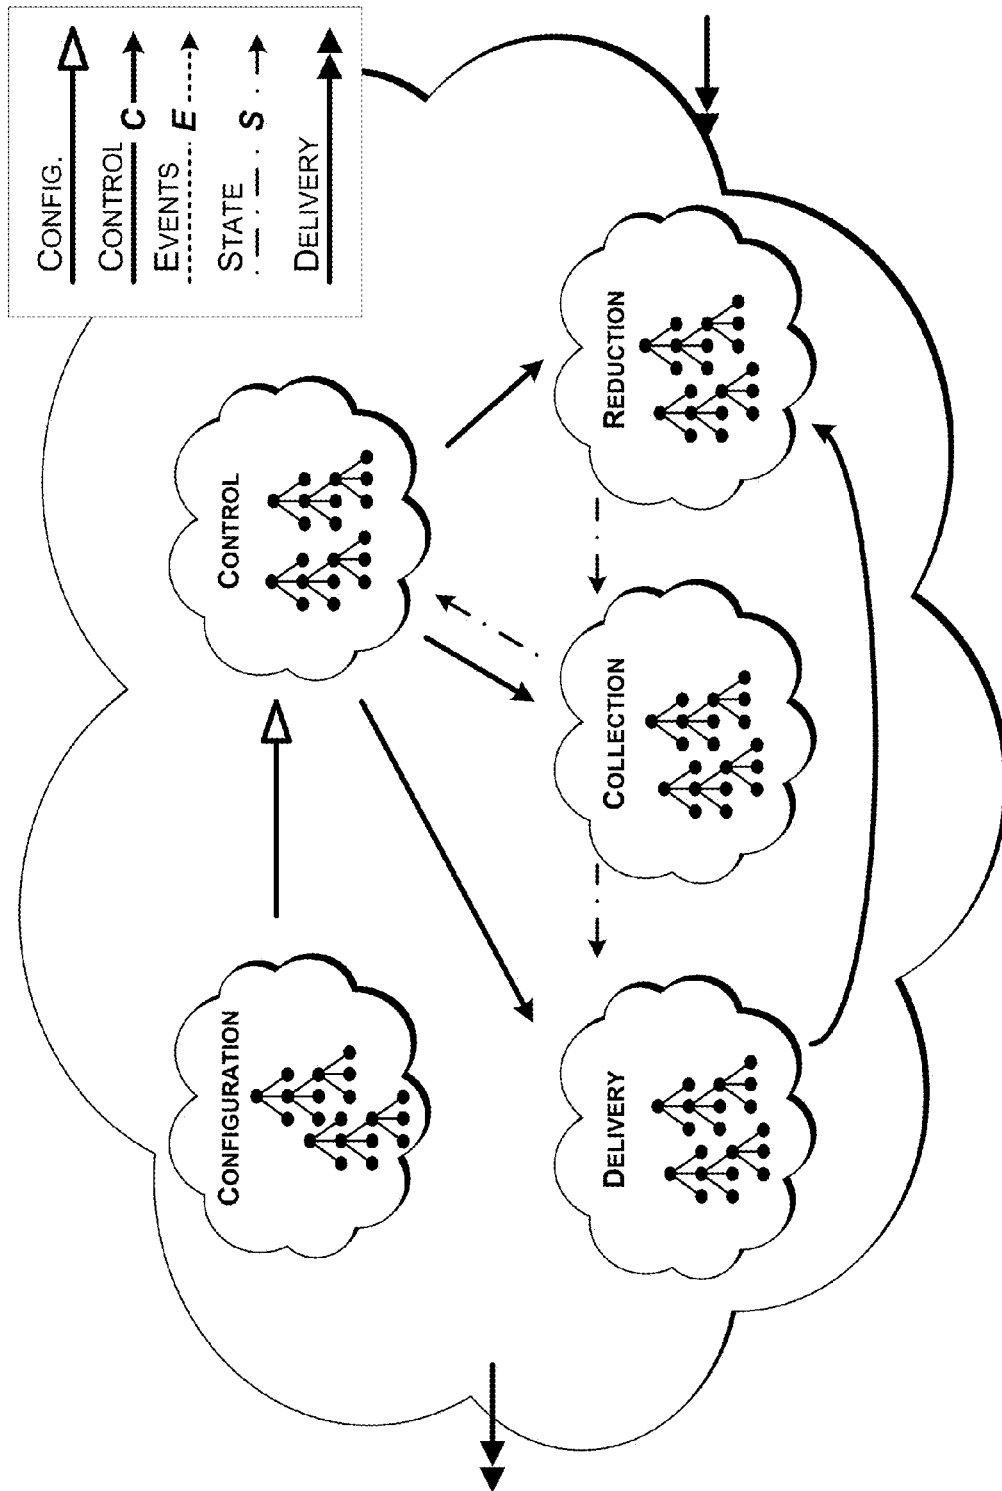 CONFIG.
CONTROL
C
EVENTS
E
STATE
S
DELIVERY
CONFIGURATION
CONTROL
DELIVERY
COLLECTION
REDUCTION